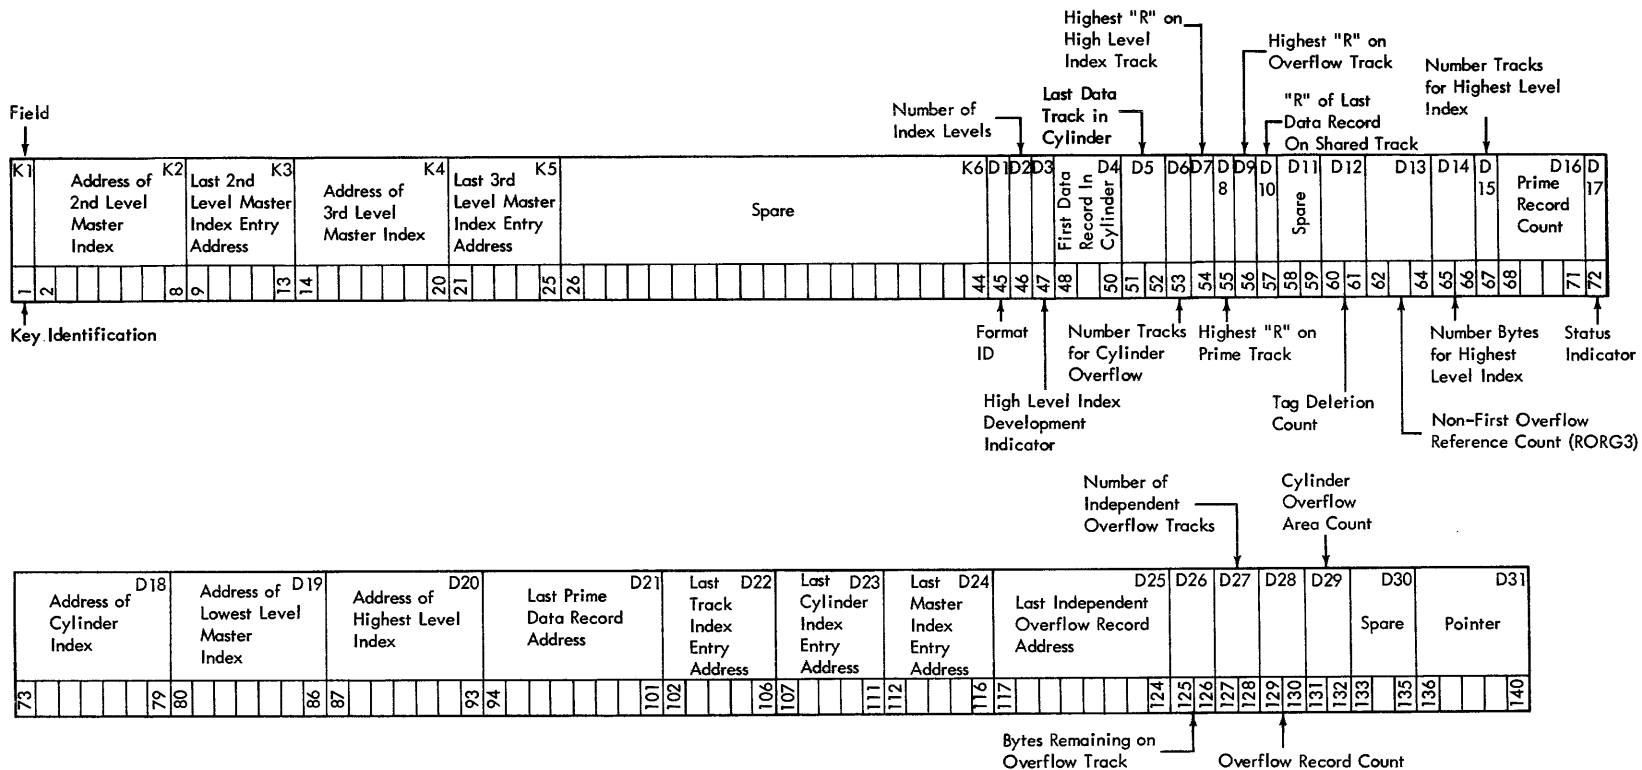 Highest "R" on
High Level
Index Track
Highest "R" on
Overflow Track
Number Tracks
for Highest Level
Index
Last Data
Track in
Cylinder
"R" of Last
Data Record
On Shared Track
Number of
Index Levels
Field
K1
K2
Address of
2nd Level
Master
Index
K3
Last 2nd
Level Master
Index Entry
Address
K4
Address of
3rd Level
Master Index
K5
Last 3rd
Level Master
Index Entry
Address
K6
Spare
D1
D2
D3
D4
First Data
Record In
Cylinder
D5
D6
D7
D
8
D9
D
10
D11
Spare
D12
D13
D14
D
15
D16
Prime
Record
Count
D
17
1 2 8 9 13 14 20 21 25 26 44 45 46 47 48 50 51 52 53 54 55 56 57 58 59 60 61 62 64 65 66 67 68 71 72
Key Identification
Format
ID
High Level Index
Development
Indicator
Number Tracks
for Cylinder
Overflow
Highest "R" on
Prime Track
Tag Deletion
Count
Non-First Overflow
Reference Count (RORG3)
Number Bytes
for Highest
Level Index
Status
Indicator
Number of
Independent
Overflow Tracks
Cylinder
Overflow
Area Count
D18
Address of
Cylinder
Index
D19
Address of
Lowest Level
Master
Index
D20
Address of
Highest Level
Index
D21
Last Prime
Data Record
Address
D22
Last
Track
Index
Entry
Address
D23
Last
Cylinder
Index
Entry
Address
D24
Last
Master
Index
Entry
Address
D25
Last Independent
Overflow Record
Address
D26
D27
D28
D29
D30
Spare
D31
Pointer
73 79 80 86 87 93 94 101 102 106 107 111 112 116 117 124 125 126 127 128 129 130 131 132 133 135 136 140
Bytes Remaining on
Overflow Track
Overflow Record Count